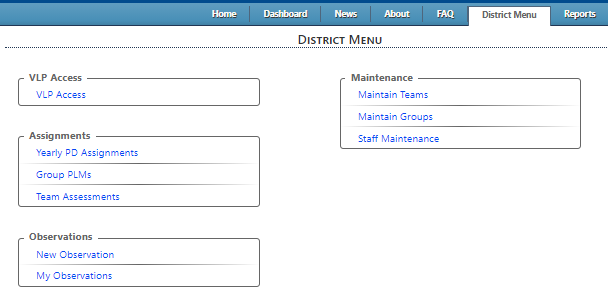 Home Dashboard News About FAQ District Menu Reports
District Menu
VLP Access
VLP Access
Assignments
Yearly PD Assignments
Group PLMs
Team Assessments
Observations
New Observation
My Observations
Maintenance
Maintain Teams
Maintain Groups
Staff Maintenance